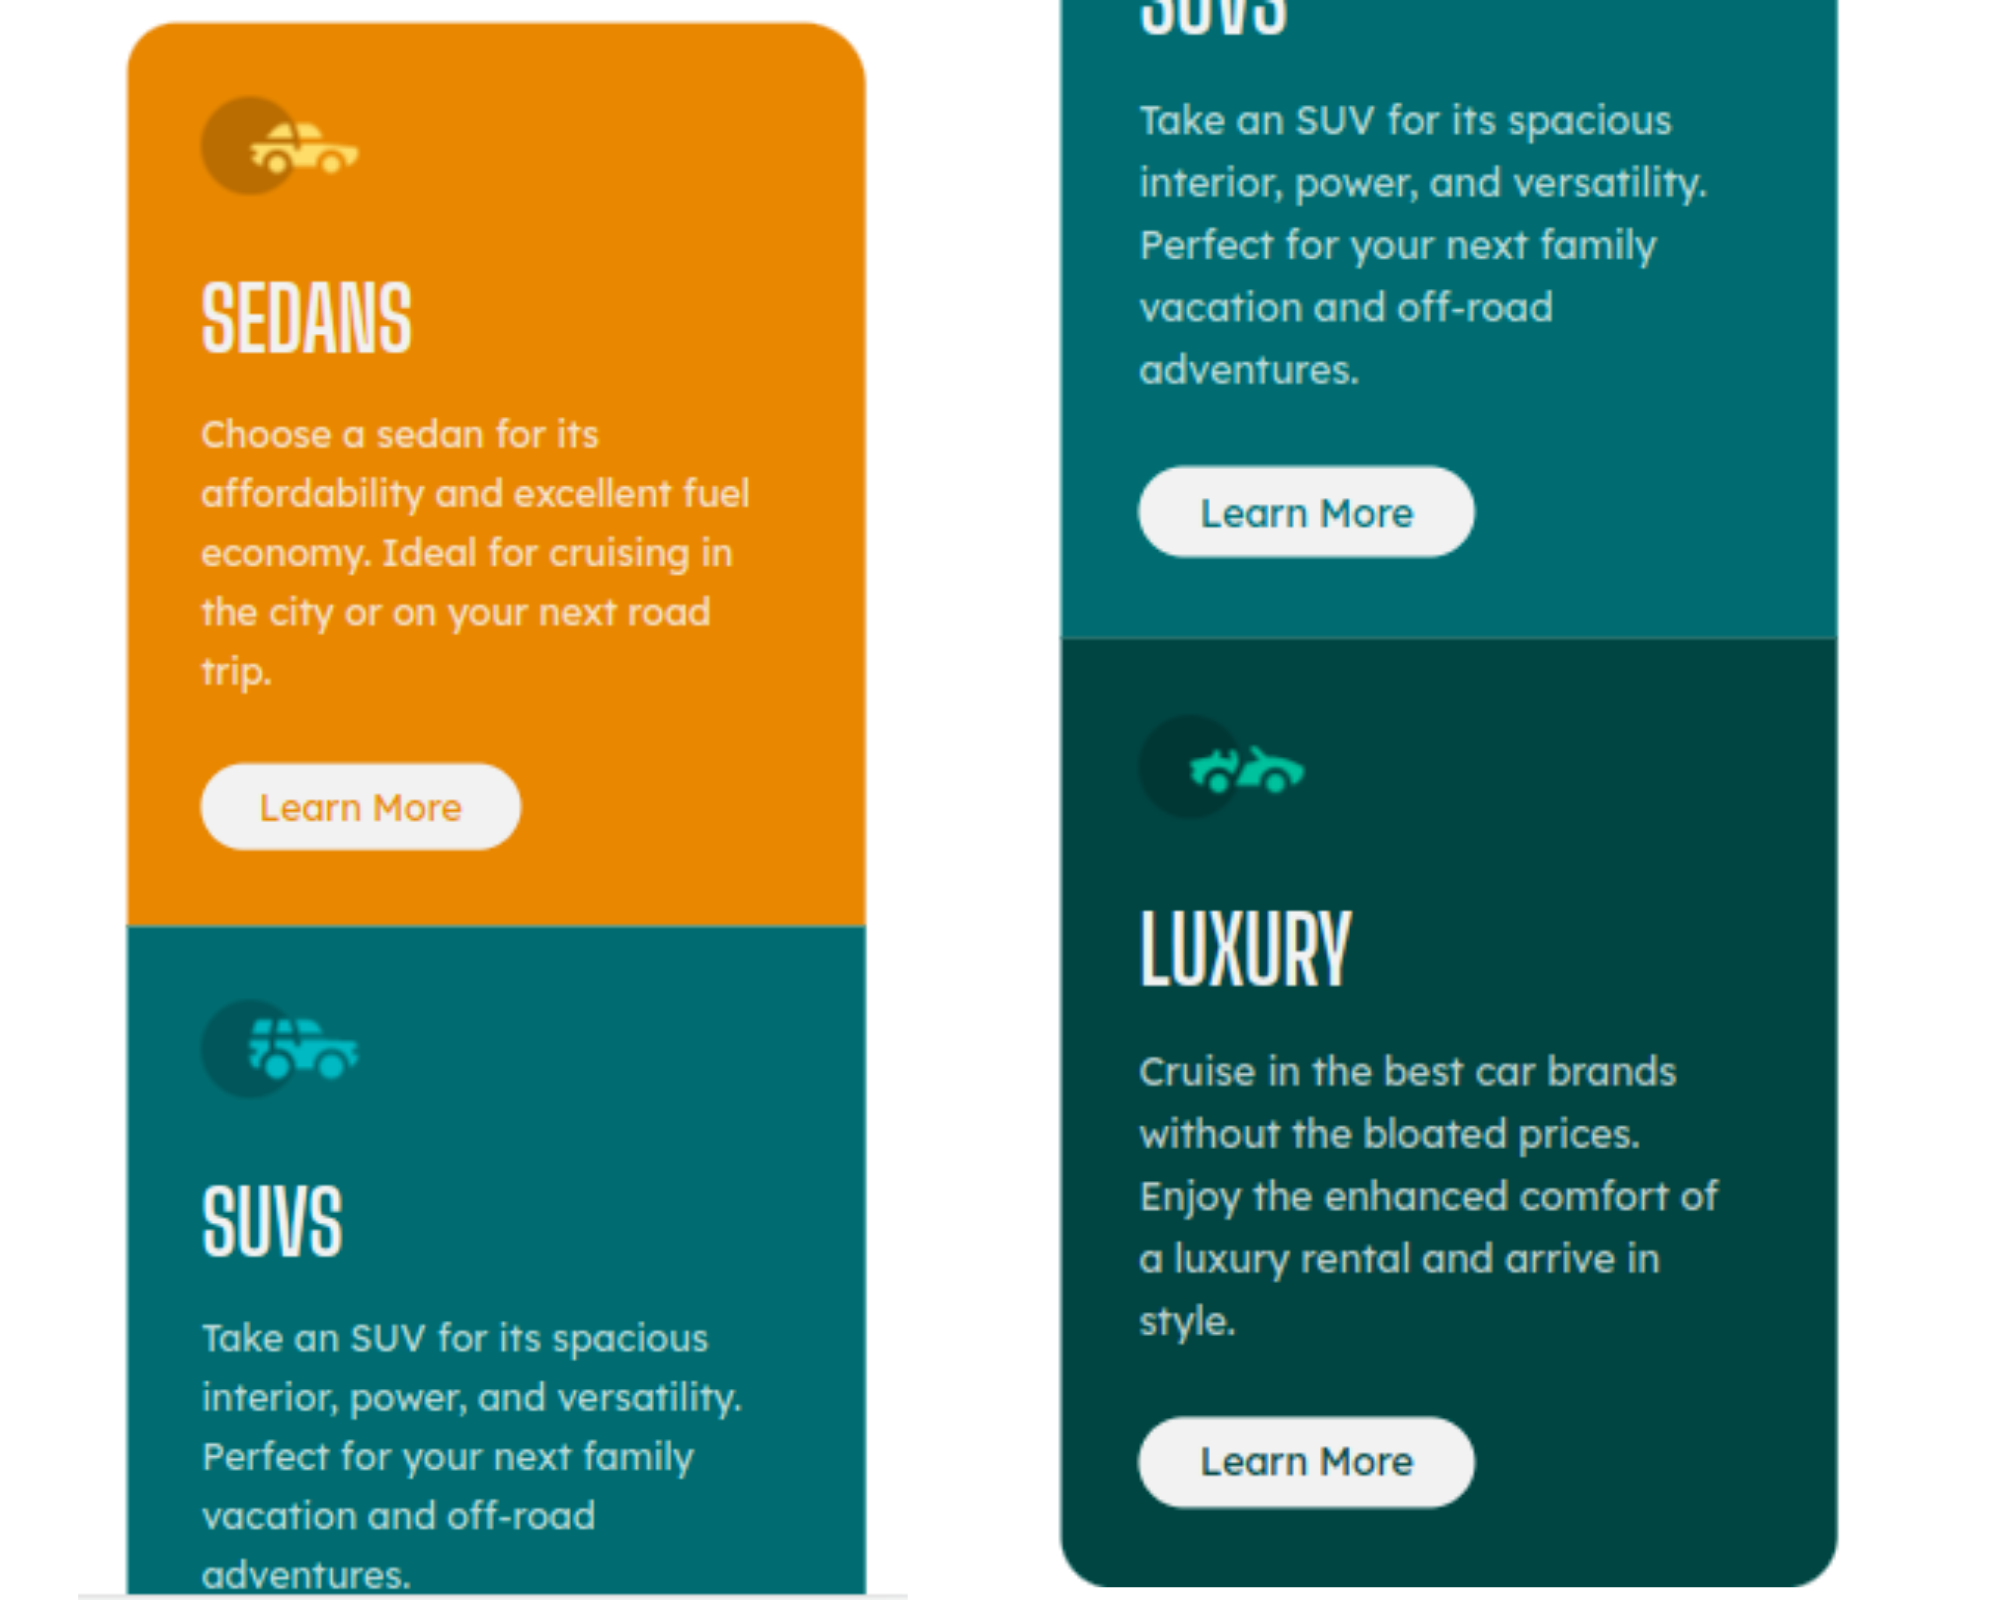 SEDANS
Choose a sedan for its
affordability and excellent fuel
economy. Ideal for cruising in
the city or on your next road
trip.
Learn More
SUVS
Take an SUV for its spacious
interior, power, and versatility.
Perfect for your next family
vacation and off-road
adventures.
SUVS
Take an SUV for its spacious
interior, power, and versatility.
Perfect for your next family
vacation and off-road
adventures.
Learn More
LUXURY
Cruise in the best car brands
without the bloated prices.
Enjoy the enhanced comfort of
a luxury rental and arrive in
style.
Learn More